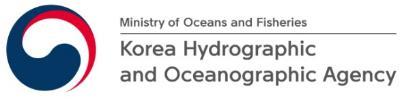 Ministry of Oceans and Fisheries
Korea Hydrographic
and Oceanographic Agency